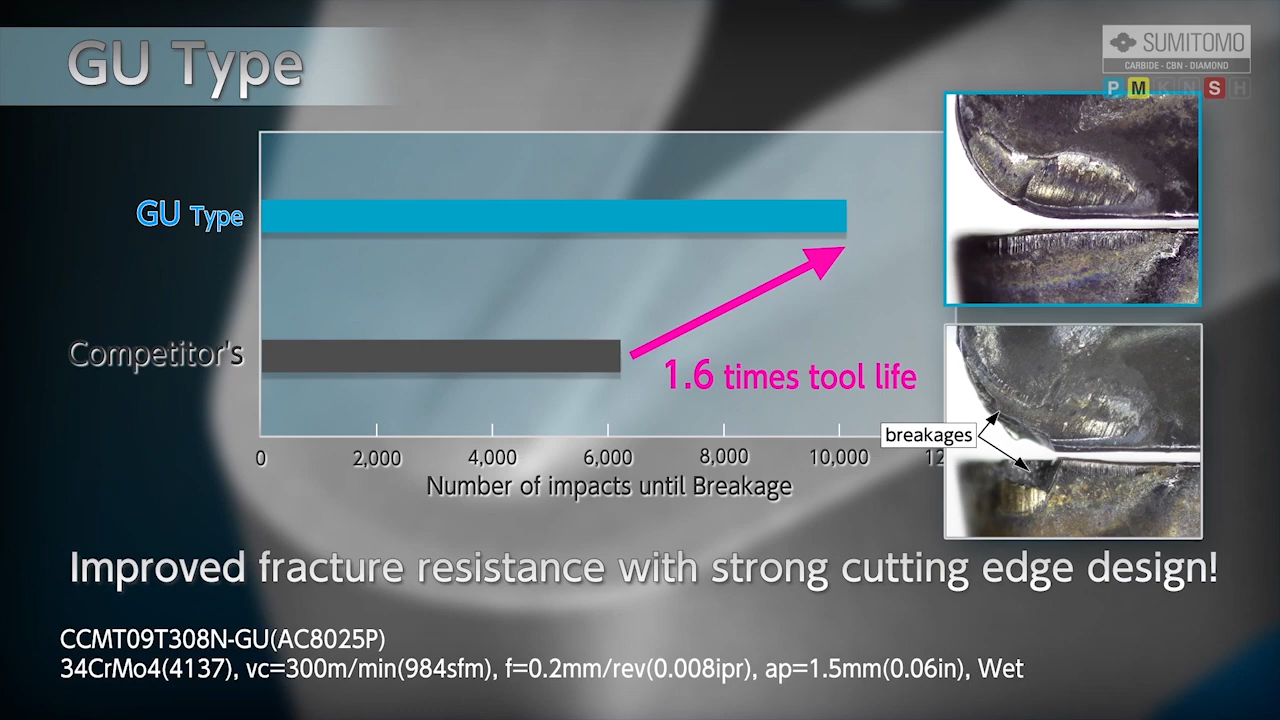 GU Type
SUMITOMO
CARBIDE - CBN - DIAMOND
P M K N S H
GU Type
Competitor's
1.6 times tool life
breakages
0 2,000 4,000 6,000 8,000 10,000 12
Number of impacts until Breakage
Improved fracture resistance with strong cutting edge design!
CCMT09T308N-GU(AC8025P)
34CrMo4(4137), vc=300m/min(984sfm), f=0.2mm/rev(0.008ipr), ap=1.5mm(0.06in), Wet